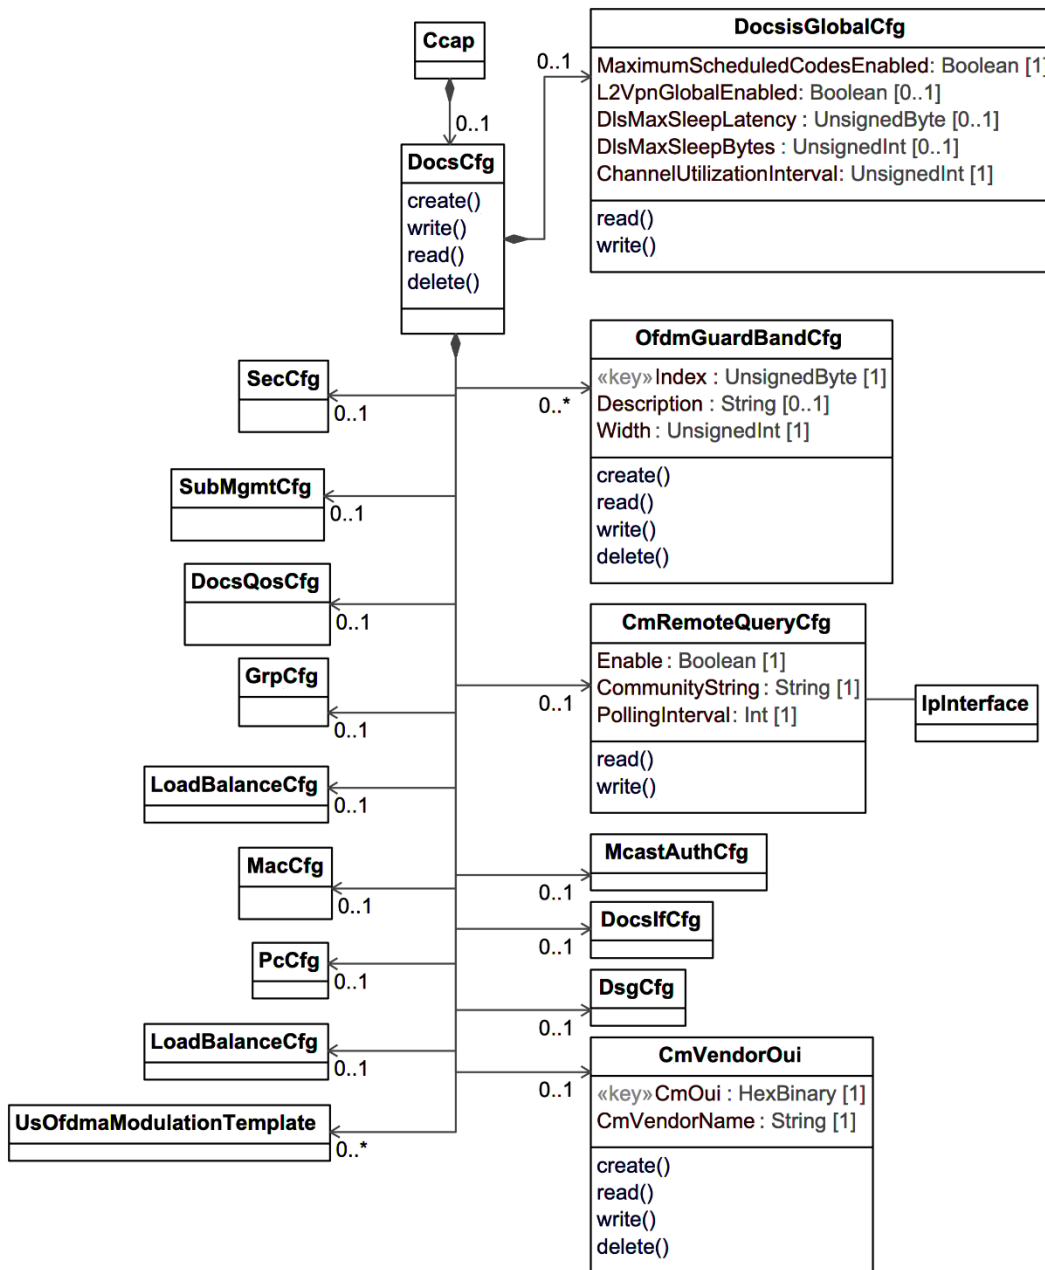 Ccap
0..1
DocsCfg
create()
write()
read()
delete()
0..1
DocsisGlobalCfg
MaximumScheduledCodesEnabled: Boolean [1]
L2VpnGlobalEnabled: Boolean [0..1]
DlsMaxSleepLatency : UnsignedByte [0..1]
DlsMaxSleepBytes : UnsignedInt [0..1]
ChannelUtilizationInterval: UnsignedInt [1]
read()
write()
SecCfg
0..1
SubMgmtCfg
0..1
DocsQosCfg
0..1
GrpCfg
0..1
LoadBalanceCfg
0..1
MacCfg
0..1
PcCfg
0..1
LoadBalanceCfg
0..1
UsOfdmaModulationTemplate
0..*
OfdmGuardBandCfg
0..*
«key» Index : UnsignedByte [1]
Description : String [0..1]
Width : UnsignedInt [1]
create()
read()
write()
delete()
CmRemoteQueryCfg
0..1
Enable : Boolean [1]
CommunityString : String [1]
PollingInterval: Int [1]
read()
write()
IpInterface
McastAuthCfg
0..1
DocsIfCfg
0..1
DsgCfg
0..1
CmVendorOui
0..1
«key» CmOui : HexBinary [1]
CmVendorName : String [1]
create()
read()
write()
delete()